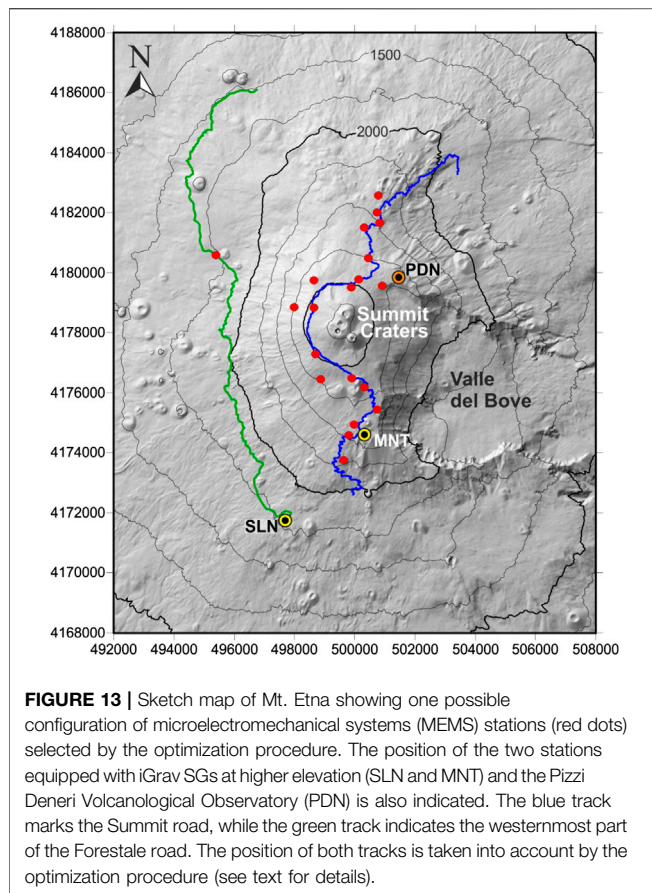 4188000
4186000
4184000
4182000
4180000
4178000
4176000
4174000
4172000
4170000
4168000
N
1500
2000
PDN
Summit
Craters
Valle
del Bove
MNT
SLN
492000 494000 496000 498000 500000 502000 504000 506000 508000
FIGURE 13 | Sketch map of Mt. Etna showing one possible
configuration of microelectromechanical systems (MEMS) stations (red dots)
selected by the optimization procedure. The position of the two stations
equipped with iGrav SGs at higher elevation (SLN and MNT) and the Pizzi
Deneri Volcanological Observatory (PDN) is also indicated. The blue track
marks the Summit road, while the green track indicates the westernmost part
of the Forestale road. The position of both tracks is taken into account by the
optimization procedure (see text for details).